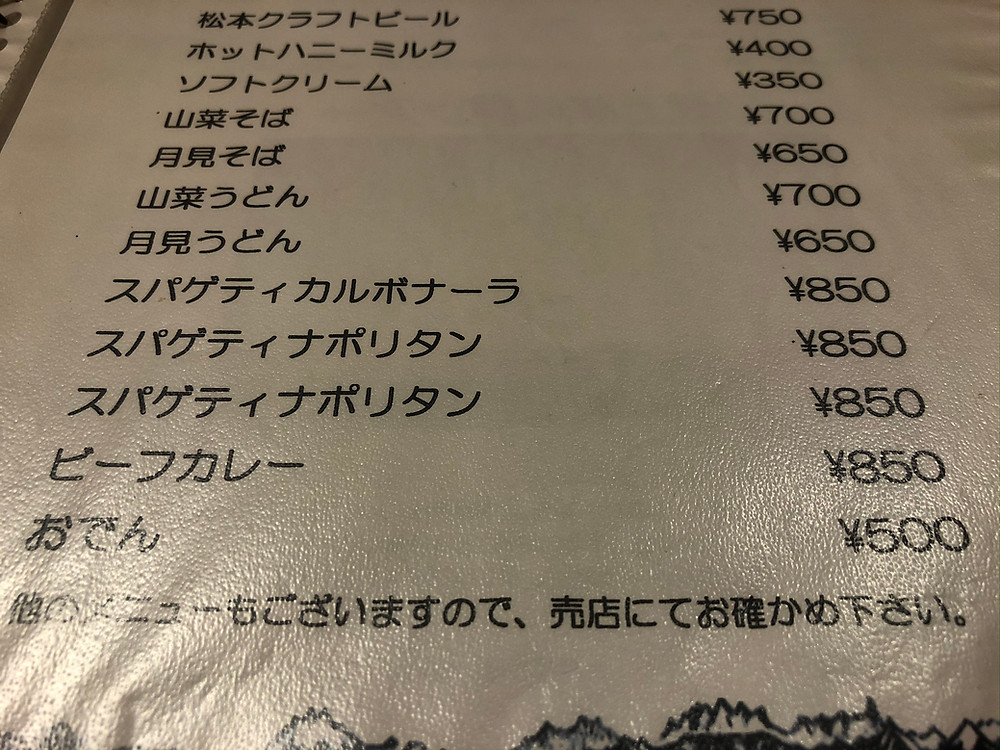 松本クラフトビール ¥750
ホットハニーミルク ¥400
ソフトクリーム ¥350
山菜そば ¥700
月見そば ¥650
山菜うどん ¥700
月見うどん ¥650
スパゲティカルボナーラ ¥850
スパゲティナポリタン ¥850
スパゲティナポリタン ¥850
ビーフカレー ¥850
おでん ¥500
他のメニューもございますので、売店にてお確かめ下さい。